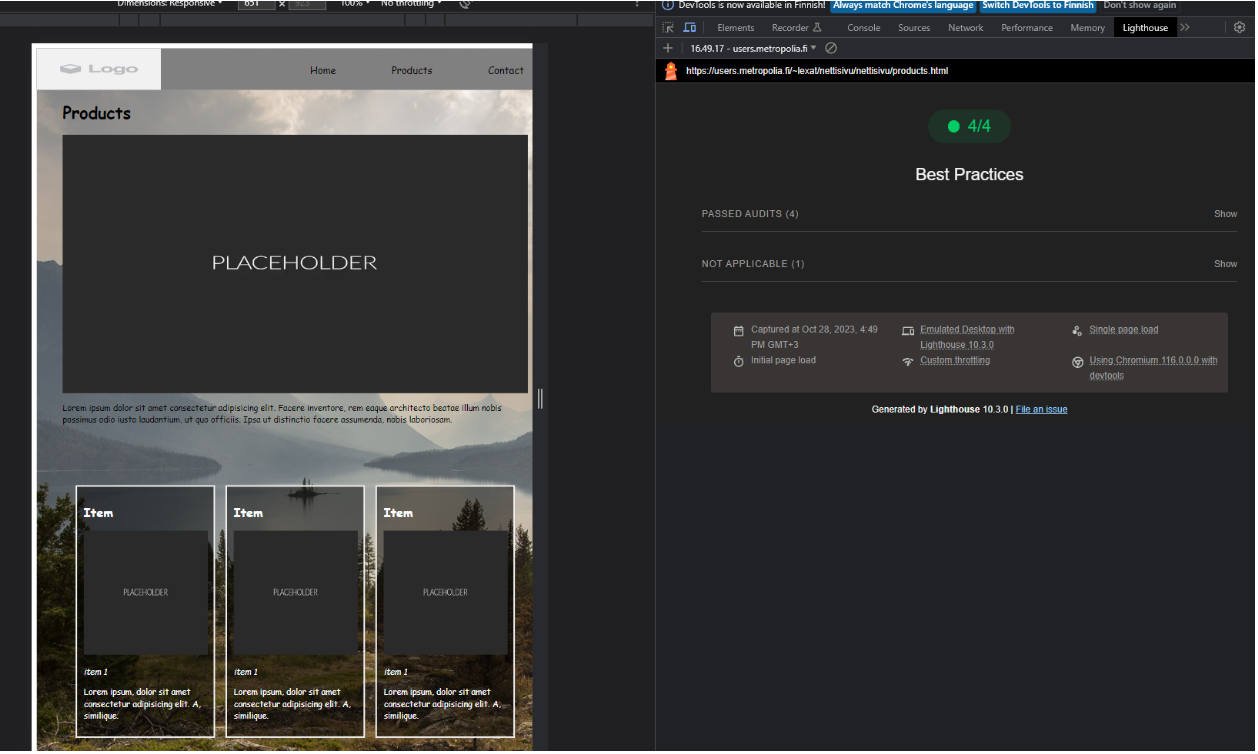 Dimensions: Responsive ▾ 651 × 923 100% ▾ No throttling ▾
Logo
Home
Products
Contact
Products
PLACEHOLDER
Lorem ipsum dolor sit amet consectetur adipisicing elit. Facere inventore, rem eaque architecto beatae illum nobis
possimus odio iusto laudantium, ut quo officiis. Ipsa ut distinctio facere assumenda, nobis laboriosam.
Item
PLACEHOLDER
item 1
Lorem ipsum, dolor sit amet
consectetur adipisicing elit. A,
similique.
Item
PLACEHOLDER
item 1
Lorem ipsum, dolor sit amet
consectetur adipisicing elit. A,
similique.
Item
PLACEHOLDER
item 1
Lorem ipsum, dolor sit amet
consectetur adipisicing elit. A,
similique.
DevTools is now available in Finnish! Always match Chrome's language Switch DevTools to Finnish Don't show again
Elements Recorder Console Sources Network Performance Memory Lighthouse
16.49.17 - users.metropolia.fi ▾
https://users.metropolia.fi/~lexat/nettisivu/nettisivu/products.html
4/4
Best Practices
PASSED AUDITS (4) Show
NOT APPLICABLE (1) Show
Captured at Oct 28, 2023, 4:49
PM GMT+3
Initial page load
Emulated Desktop with
Lighthouse 10.3.0
Custom throttling
Single page load
Using Chromium 116.0.0.0 with
devtools
Generated by Lighthouse 10.3.0 | File an issue